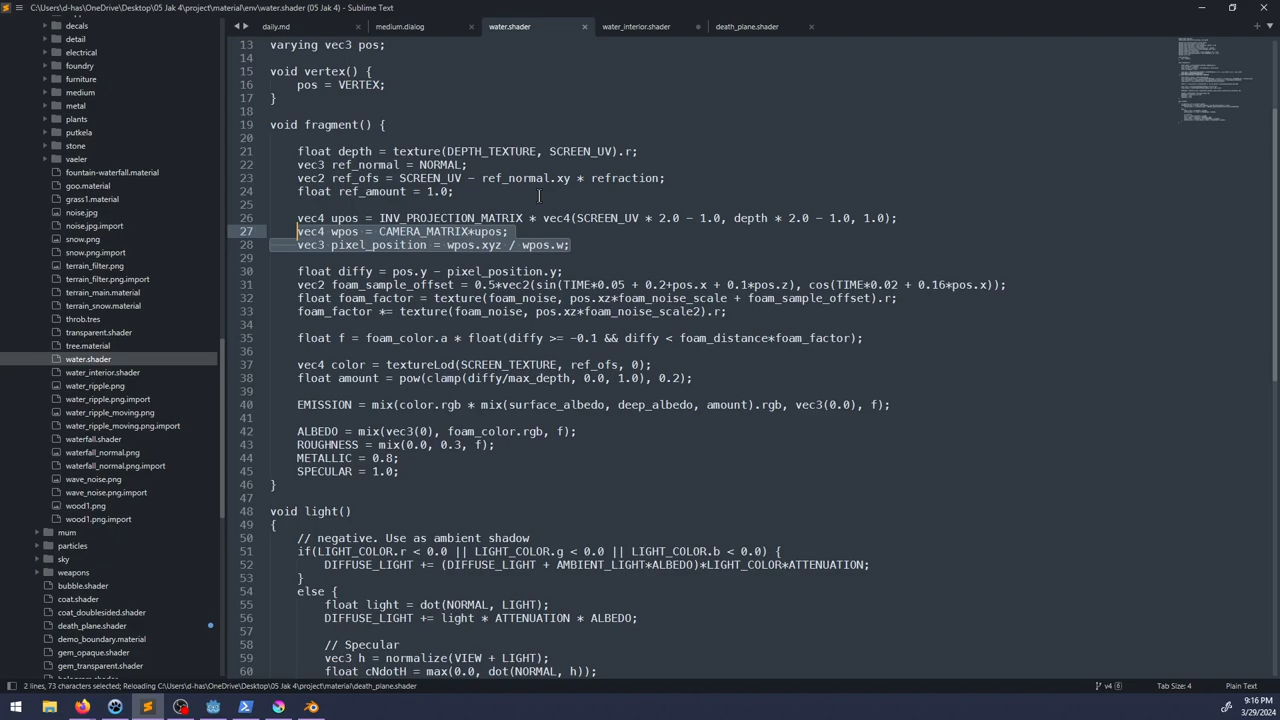 C:\Users\d-has\OneDrive\Desktop\05 Jak 4\project\material\env\water.shader (05 Jak 4) - Sublime Text
daily.md
medium.dialog
water.shader
water_interior.shader
death_plane.shader
decals
detail
electrical
foundry
furniture
medium
metal
plants
putkela
stone
vaeler
fountain-waterfall.material
goo.material
grass1.material
noise.jpg
noise.jpg.import
snow.png
snow.png.import
terrain_filter.png
terrain_filter.png.import
terrain_main.material
terrain_snow.material
throb.tres
transparent.shader
tree.material
water.shader
water_interior.shader
water_ripple.png
water_ripple.png.import
water_ripple_moving.png
water_ripple_moving.png.import
waterfall.shader
waterfall_normal.png
waterfall_normal.png.import
wave_noise.png
wave_noise.png.import
wood1.png
wood1.png.import
mum
particles
sky
weapons
bubble.shader
coat.shader
coat_doublesided.shader
death_plane.shader
demo_boundary.material
gem_opaque.shader
gem_transparent.shader
13 varying vec3 pos;
14
15 void vertex() {
16 pos = VERTEX;
17 }
18
19 void fragment() {
20
21 float depth = texture(DEPTH_TEXTURE, SCREEN_UV).r;
22 vec3 ref_normal = NORMAL;
23 vec2 ref_ofs = SCREEN_UV - ref_normal.xy * refraction;
24 float ref_amount = 1.0;
25
26 vec4 upos = INV_PROJECTION_MATRIX * vec4(SCREEN_UV * 2.0 - 1.0, depth * 2.0 - 1.0, 1.0);
27 vec4 wpos = CAMERA_MATRIX*upos;
28 vec3 pixel_position = wpos.xyz / wpos.w;
29
30 float diffy = pos.y - pixel_position.y;
31 vec2 foam_sample_offset = 0.5*vec2(sin(TIME*0.05 + 0.2+pos.x + 0.1*pos.z), cos(TIME*0.02 + 0.16*pos.x));
32 float foam_factor = texture(foam_noise, pos.xz*foam_noise_scale + foam_sample_offset).r;
33 foam_factor *= texture(foam_noise, pos.xz*foam_noise_scale2).r;
34
35 float f = foam_color.a * float(diffy >= -0.1 && diffy < foam_distance*foam_factor);
36
37 vec4 color = textureLod(SCREEN_TEXTURE, ref_ofs, 0);
38 float amount = pow(clamp(diffy/max_depth, 0.0, 1.0), 0.2);
39
40 EMISSION = mix(color.rgb * mix(surface_albedo, deep_albedo, amount).rgb, vec3(0.0), f);
41
42 ALBEDO = mix(vec3(0), foam_color.rgb, f);
43 ROUGHNESS = mix(0.0, 0.3, f);
44 METALLIC = 0.8;
45 SPECULAR = 1.0;
46 }
47
48 void light()
49 {
50 // negative. Use as ambient shadow
51 if(LIGHT_COLOR.r < 0.0 || LIGHT_COLOR.g < 0.0 || LIGHT_COLOR.b < 0.0) {
52 DIFFUSE_LIGHT += (DIFFUSE_LIGHT + AMBIENT_LIGHT*ALBEDO)*LIGHT_COLOR*ATTENUATION;
53 }
54 else {
55 float light = dot(NORMAL, LIGHT);
56 DIFFUSE_LIGHT += light * ATTENUATION * ALBEDO;
57
58 // Specular
59 vec3 h = normalize(VIEW + LIGHT);
60 float cNdotH = max(0.0, dot(NORMAL, h));
2 lines, 73 characters selected; Reloading C:\Users\d-has\OneDrive\Desktop\05 Jak 4\project\material\death_plane.shader
v4
Tab Size: 4
Plain Text
9:16 PM
3/29/2024